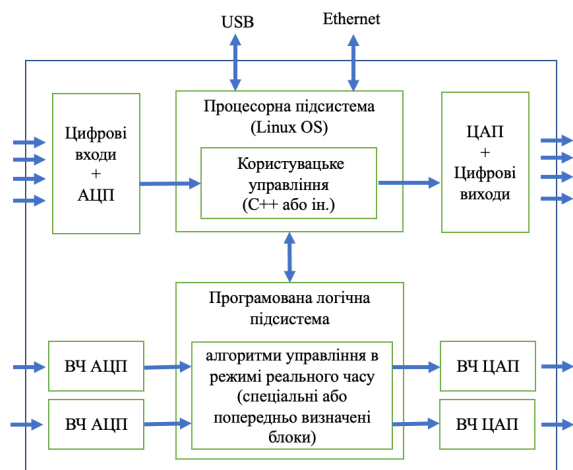 USB
Ethernet
Цифрові
входи
+
АЦП
Процесорна підсистема
(Linux OS)
Користувацьке
управління
(C++ або ін.)
ЦАП
+
Цифрові
виходи
Програмована логічна
підсистема
ВЧ АЦП
ВЧ АЦП
алгоритми управління в
режимі реального часу
(спеціальні або
попередньо визначені
блоки)
ВЧ ЦАП
ВЧ ЦАП